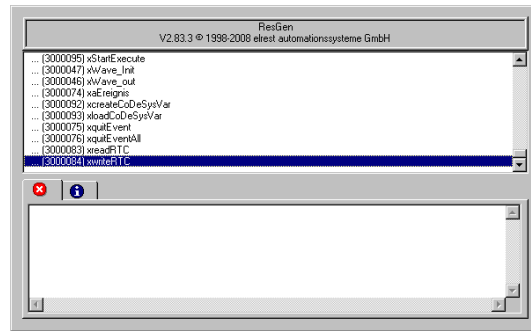 ResGen
V2.83.3 © 1998-2008 elrest automationssysteme GmbH
... (3000095) xStartExecute
... (3000047) xWave_Init
... (3000046) xWave_out
... (3000074) xaEreignis
... (3000092) xcreateCoDeSysVar
... (3000093) xloadCoDeSysVar
... (3000075) xquitEvent
... (3000076) xquitEventAll
... (3000083) xreadRTC
... (3000084) xwriteRTC